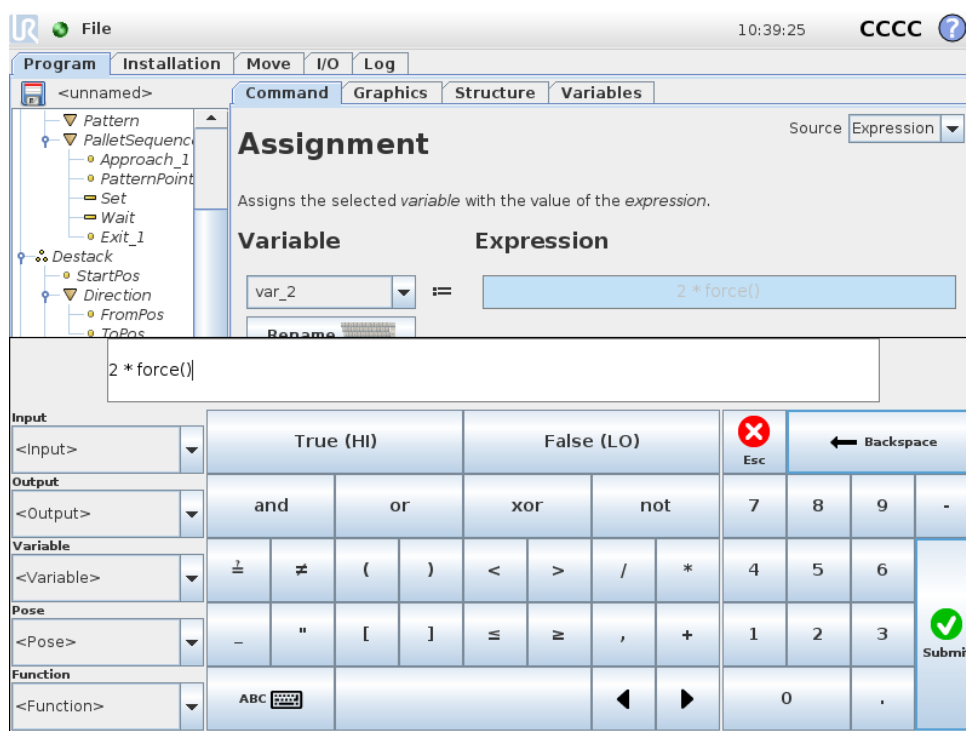 UR File 10:39:25 CCCC ?
Program Installation Move I/O Log
<unnamed> Command Graphics Structure Variables
Pattern
PalletSequenc
Approach_1
PatternPoint
Set
Wait
Exit_1
Destack
StartPos
Direction
FromPos
ToPos
Assignment
Source Expression
Assigns the selected variable with the value of the expression.
Variable Expression
var_2 := 2 * force()
Rename
2 * force()
Input
<Input>
Output
<Output>
Variable
<Variable>
Pose
<Pose>
Function
<Function>
True (HI) False (LO) Esc Backspace
and or xor not 7 8 9 -
≟ ≠ ( ) < > / * 4 5 6
_ " [ ] ≤ ≥ , + 1 2 3 Submi
ABC 0 .